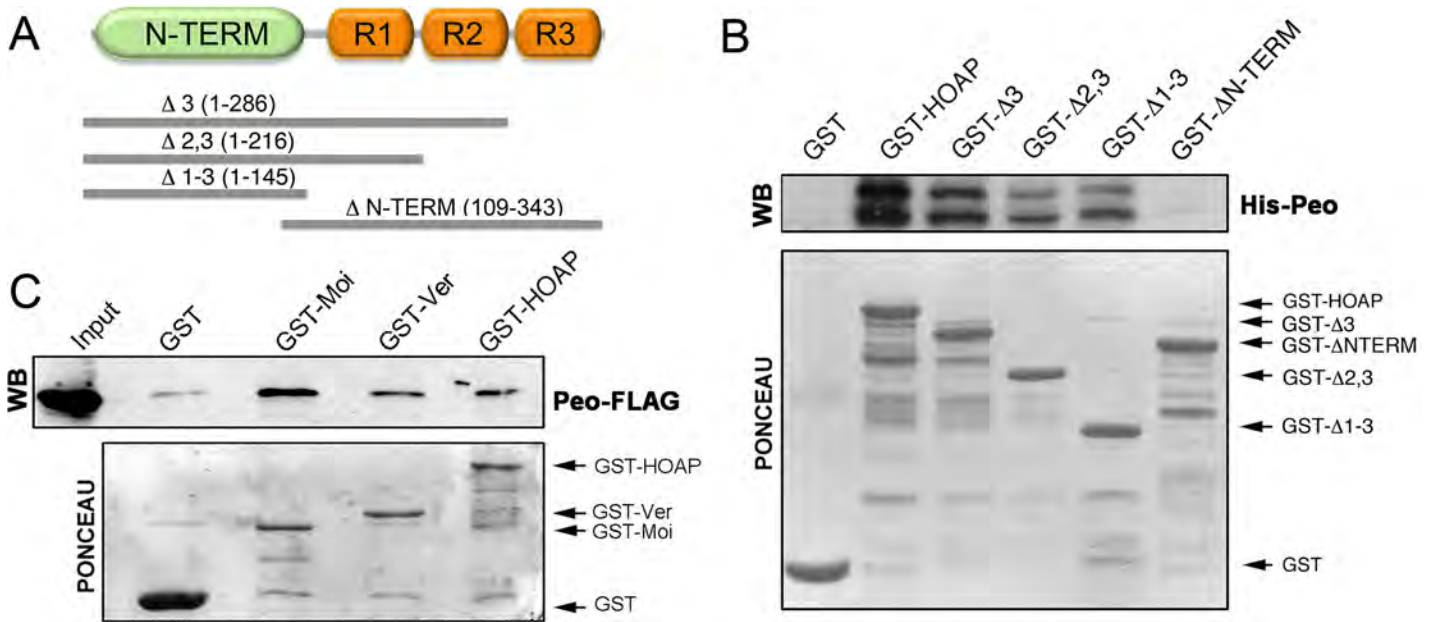 A
N-TERM R1 R2 R3
Δ 3 (1-286)
Δ 2,3 (1-216)
Δ 1-3 (1-145)
Δ N-TERM (109-343)
B
GST
GST-HOAP
GST-Δ3
GST-Δ2,3
GST-Δ1-3
GST-ΔN-TERM
WB
His-Peo
PONCEAU
GST-HOAP
GST-Δ3
GST-ΔNTERM
GST-Δ2,3
GST-Δ1-3
GST
C
Input
GST
GST-Moi
GST-Ver
GST-HOAP
WB
Peo-FLAG
PONCEAU
GST-HOAP
GST-Ver
GST-Moi
GST